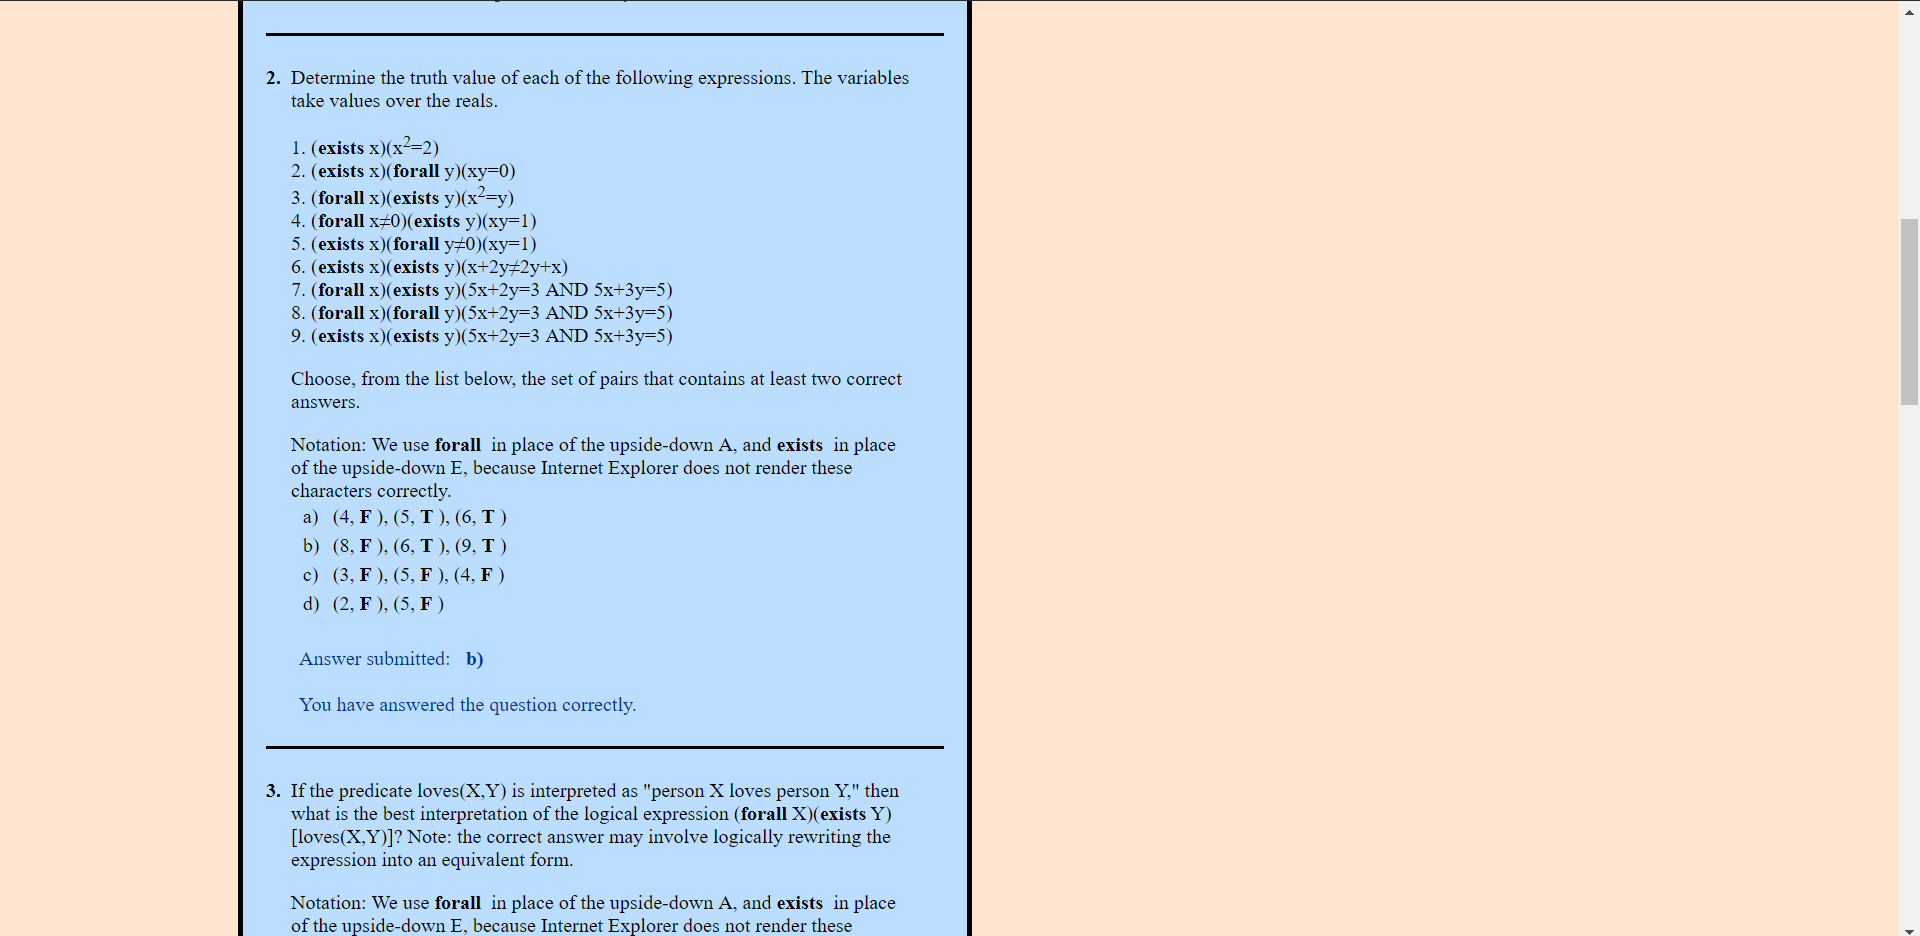 2. Determine the truth value of each of the following expressions. The variables
take values over the reals.
1. (exists x)(x²=2)
2. (exists x)(forall y)(xy=0)
3. (forall x)(exists y)(x²=y)
4. (forall x≠0)(exists y)(xy=1)
5. (exists x)(forall y≠0)(xy=1)
6. (exists x)(exists y)(x+2y≠2y+x)
7. (forall x)(exists y)(5x+2y=3 AND 5x+3y=5)
8. (forall x)(forall y)(5x+2y=3 AND 5x+3y=5)
9. (exists x)(exists y)(5x+2y=3 AND 5x+3y=5)
Choose, from the list below, the set of pairs that contains at least two correct
answers.
Notation: We use forall in place of the upside-down A, and exists in place
of the upside-down E, because Internet Explorer does not render these
characters correctly.
a) (4, F ), (5, T ), (6, T )
b) (8, F ), (6, T ), (9, T )
c) (3, F ), (5, F ), (4, F )
d) (2, F ), (5, F )
Answer submitted: b)
You have answered the question correctly.
3. If the predicate loves(X,Y) is interpreted as "person X loves person Y," then
what is the best interpretation of the logical expression (forall X)(exists Y)
[loves(X,Y)]? Note: the correct answer may involve logically rewriting the
expression into an equivalent form.
Notation: We use forall in place of the upside-down A, and exists in place
of the upside-down E, because Internet Explorer does not render these